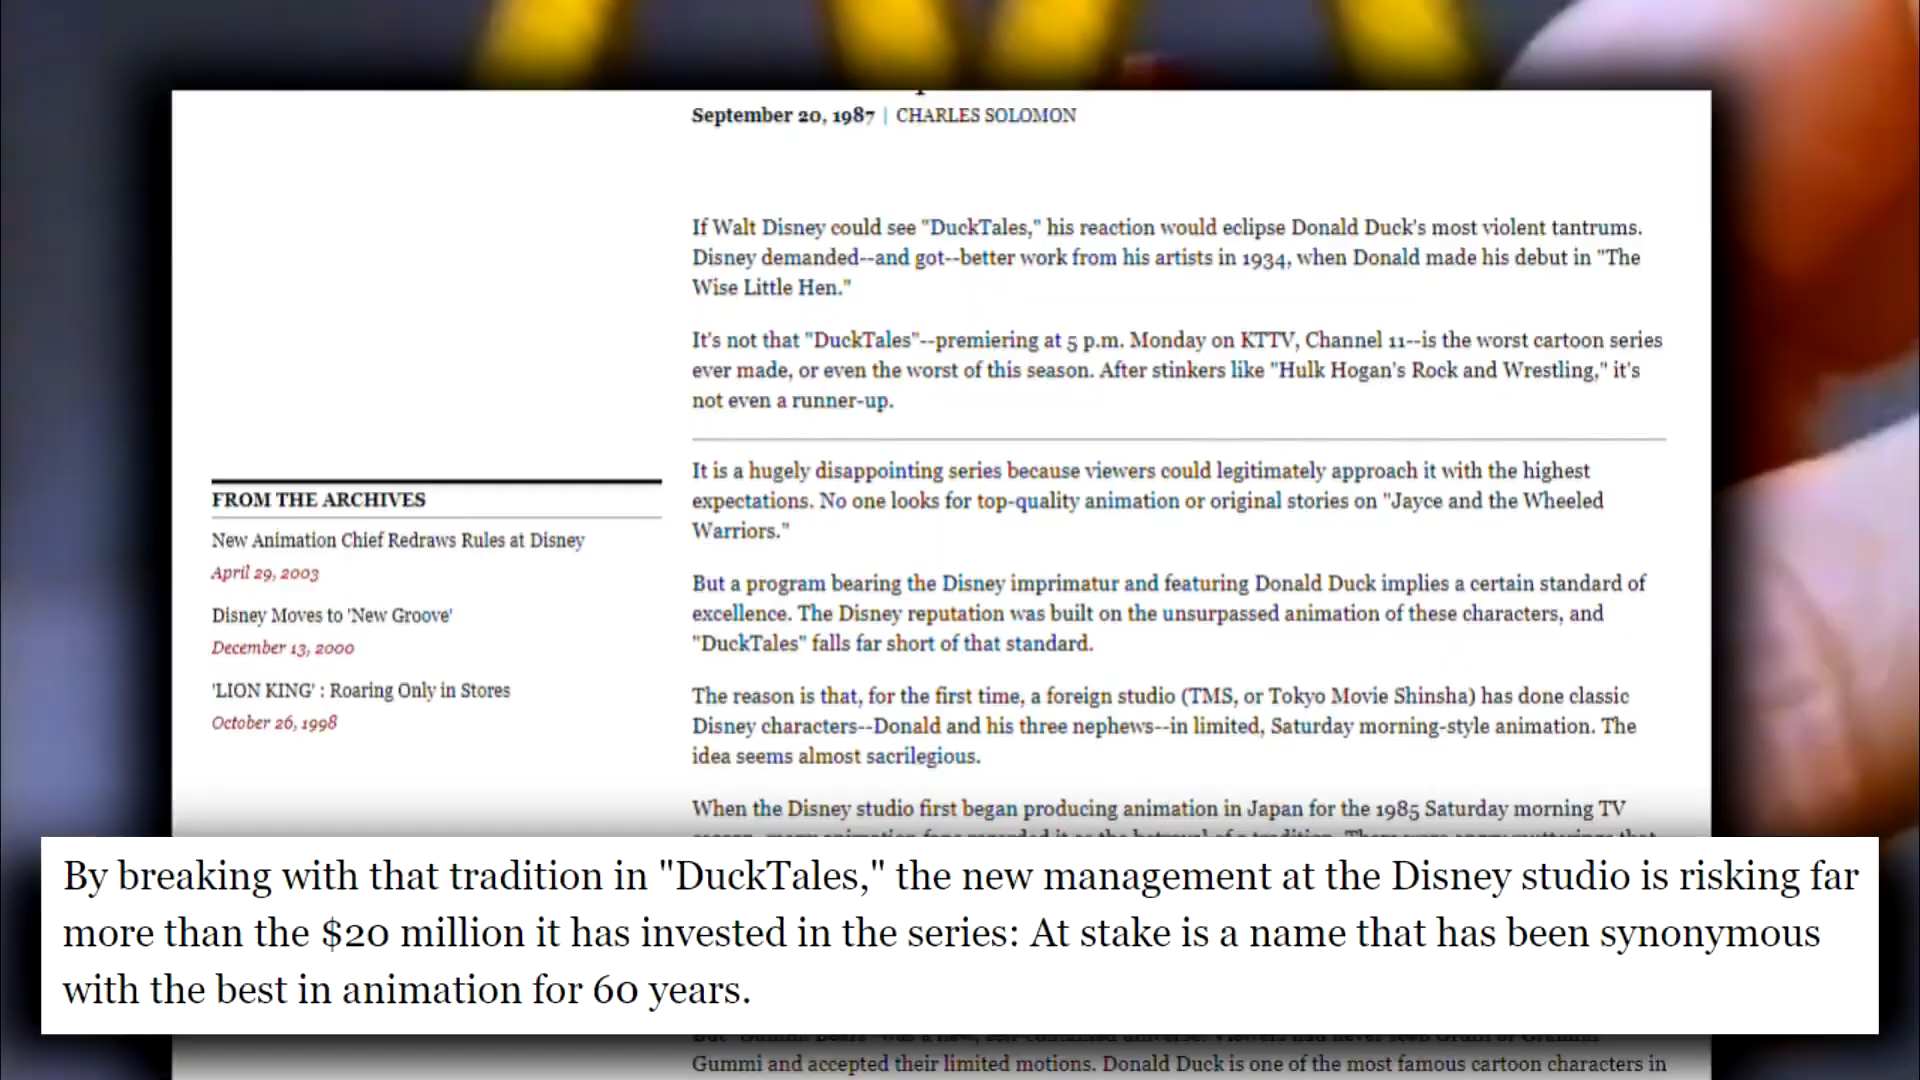 September 20, 1987 | CHARLES SOLOMON
If Walt Disney could see "DuckTales," his reaction would eclipse Donald Duck's most violent tantrums.
Disney demanded--and got--better work from his artists in 1934, when Donald made his debut in "The
Wise Little Hen."
It's not that "DuckTales"--premiering at 5 p.m. Monday on KTTV, Channel 11--is the worst cartoon series
ever made, or even the worst of this season. After stinkers like "Hulk Hogan's Rock and Wrestling," it's
not even a runner-up.
It is a hugely disappointing series because viewers could legitimately approach it with the highest
expectations. No one looks for top-quality animation or original stories on "Jayce and the Wheeled
Warriors."
But a program bearing the Disney imprimatur and featuring Donald Duck implies a certain standard of
excellence. The Disney reputation was built on the unsurpassed animation of these characters, and
"DuckTales" falls far short of that standard.
The reason is that, for the first time, a foreign studio (TMS, or Tokyo Movie Shinsha) has done classic
Disney characters--Donald and his three nephews--in limited, Saturday morning-style animation. The
idea seems almost sacrilegious.
When the Disney studio first began producing animation in Japan for the 1985 Saturday morning TV
FROM THE ARCHIVES
New Animation Chief Redraws Rules at Disney
April 29, 2003
Disney Moves to 'New Groove'
December 13, 2000
'LION KING' : Roaring Only in Stores
October 26, 1998
By breaking with that tradition in "DuckTales," the new management at the Disney studio is risking far
more than the $20 million it has invested in the series: At stake is a name that has been synonymous
with the best in animation for 60 years.
Gummi and accepted their limited motions. Donald Duck is one of the most famous cartoon characters in